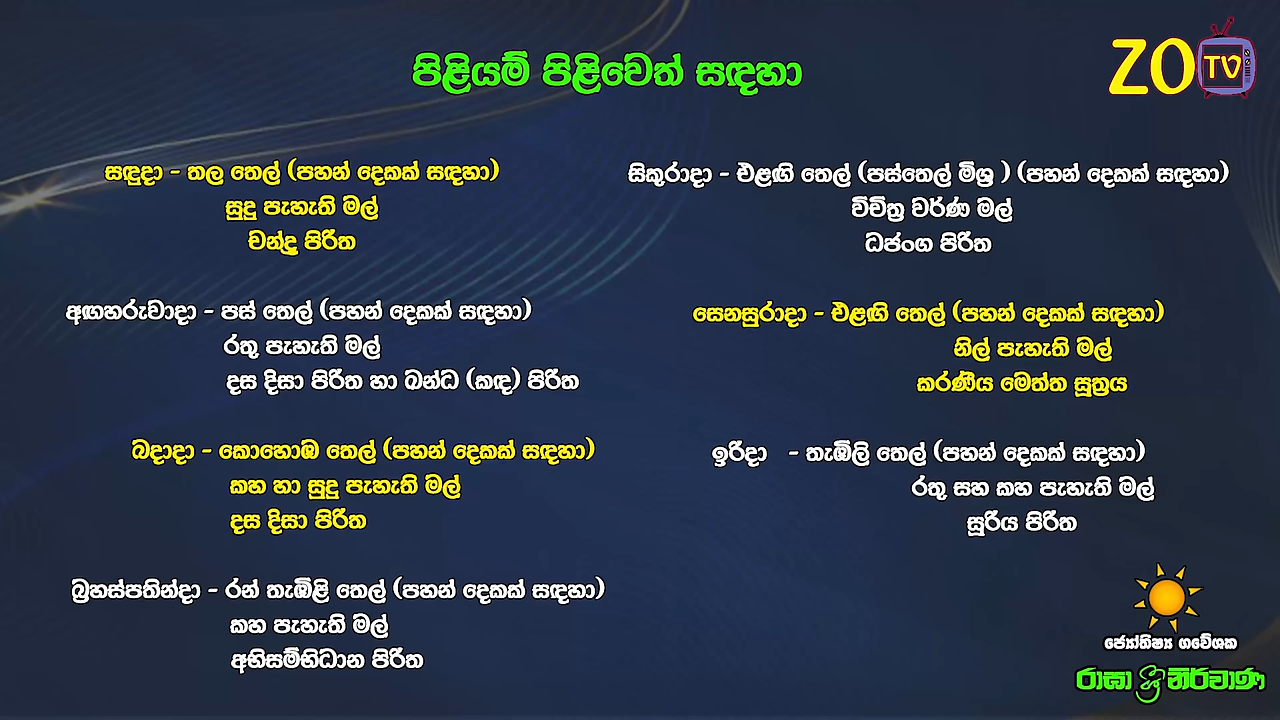 පිළියම් පිළිවෙත් සඳහා
ZO TV
සඳුදා - තල තෙල් (පහන් දෙකක් සඳහා)
සුදු පැහැති මල්
චන්ද්‍ර පිරිත
අඟහරුවාදා - පස් තෙල් (පහන් දෙකක් සඳහා)
රතු පැහැති මල්
දස දිසා පිරිත හා ඛන්ධ (කඳ) පිරිත
බදාදා - කොහොඹ තෙල් (පහන් දෙකක් සඳහා)
කහ හා සුදු පැහැති මල්
දස දිසා පිරිත
බ්‍රහස්පතින්දා - රන් තැඹිළි තෙල් (පහන් දෙකක් සඳහා)
කහ පැහැති මල්
අභිසම්භිධාන පිරිත
සිකුරාදා - එළඟි තෙල් (පස්තෙල් මිශ්‍ර ) (පහන් දෙකක් සඳහා)
විචිත්‍ර වර්ණ මල්
ධජංග පිරිත
සෙනසුරාදා - එළඟි තෙල් (පහන් දෙකක් සඳහා)
නිල් පැහැති මල්
කරණීය මෙත්ත සූත්‍රය
ඉරිදා - තැඹිලි තෙල් (පහන් දෙකක් සඳහා)
රතු සහ කහ පැහැති මල්
සූරිය පිරිත
ජ්‍යෝතිෂ්‍ය ගවේශක
රාඝා ශ්‍රී නිර්වාණ